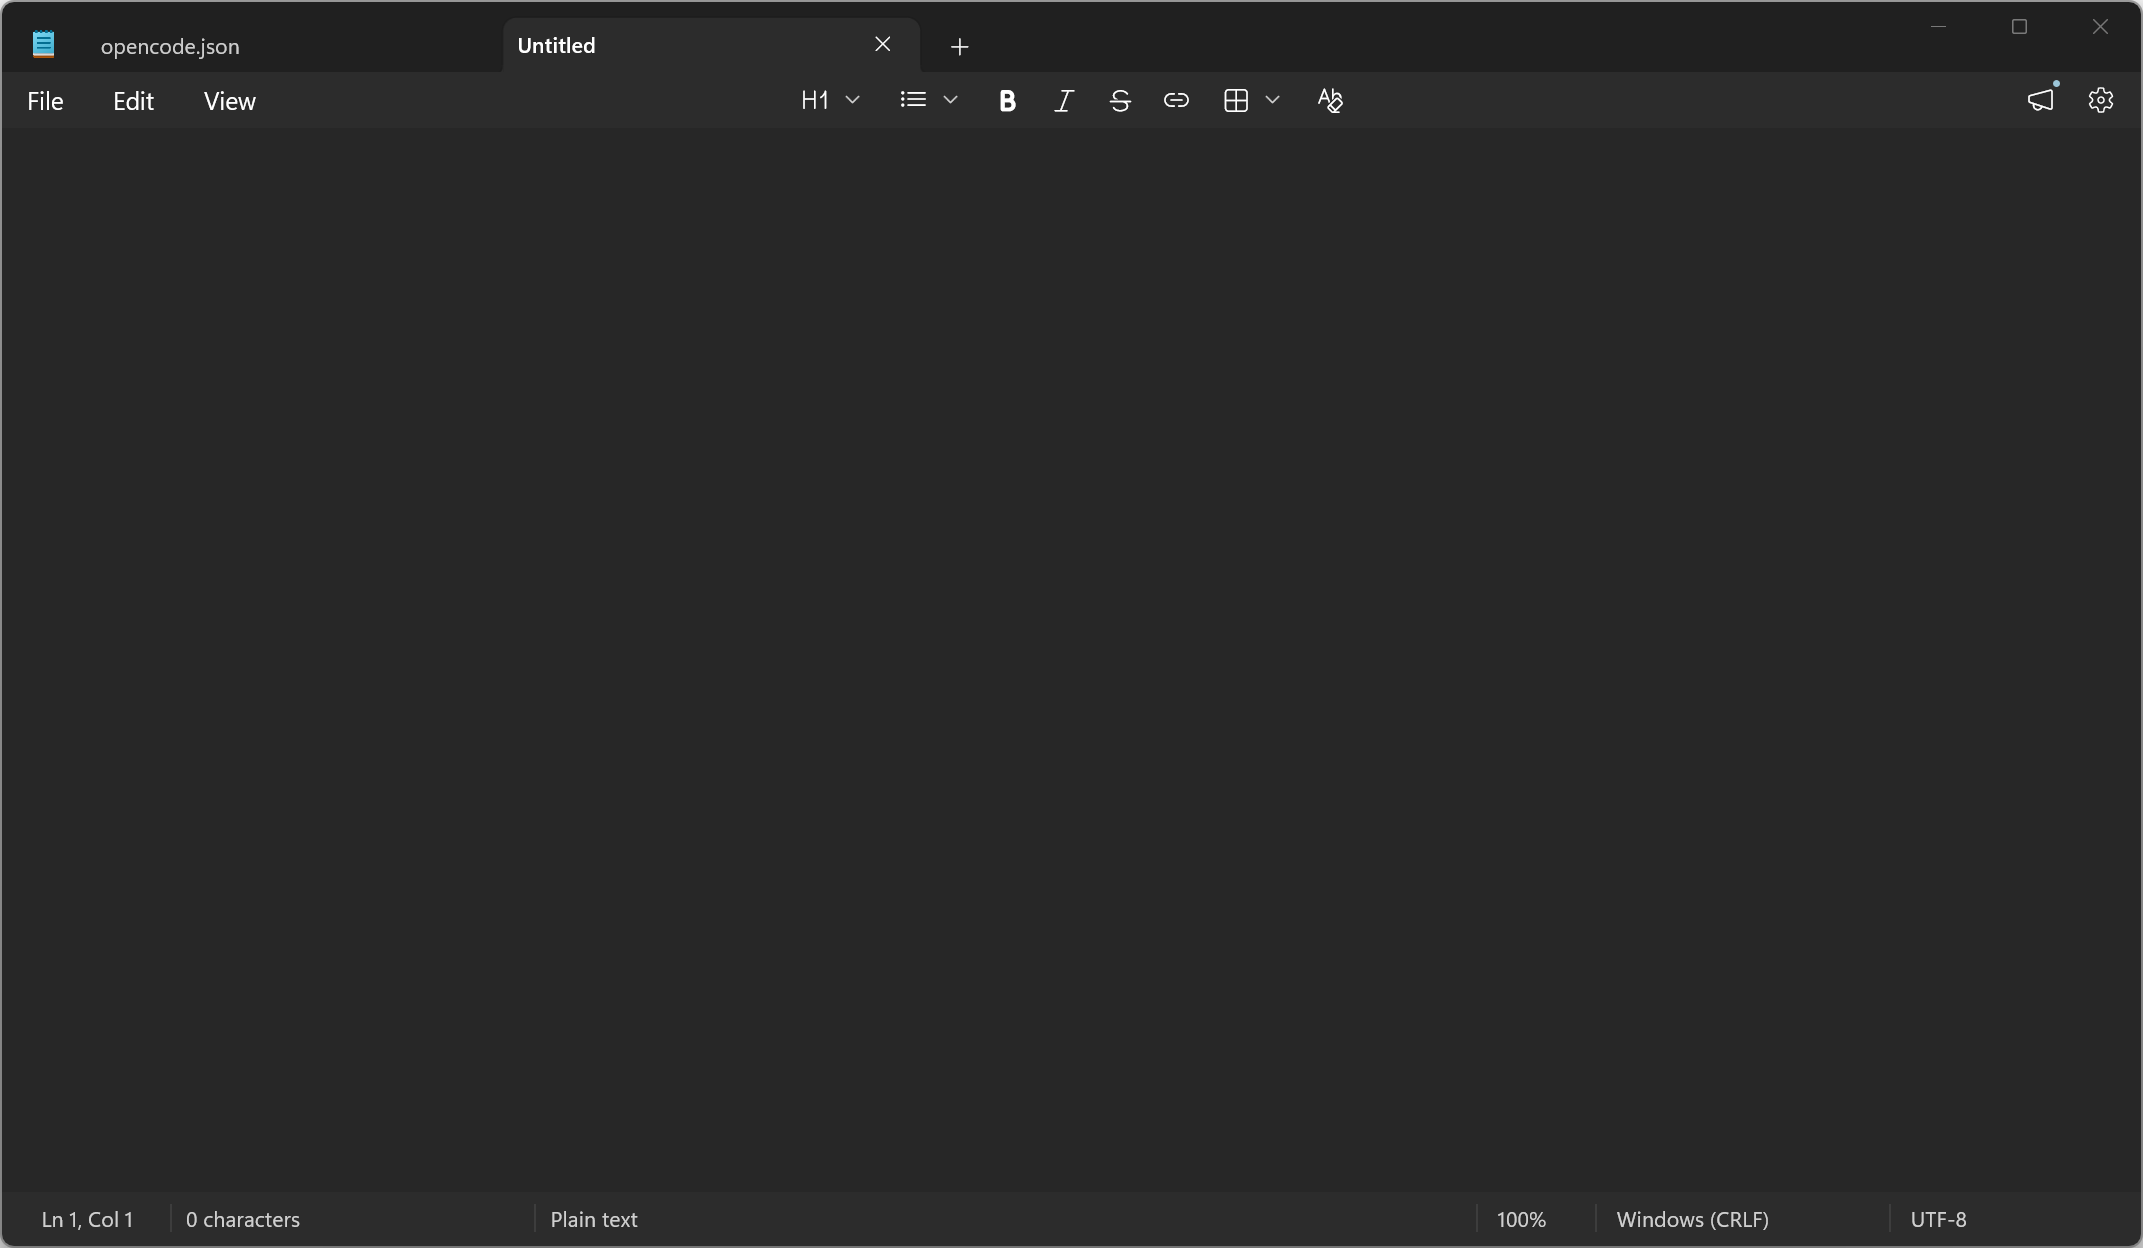 opencode.json
Untitled
File Edit View H1 B I S
Ln 1, Col 1 0 characters Plain text 100% Windows (CRLF) UTF-8